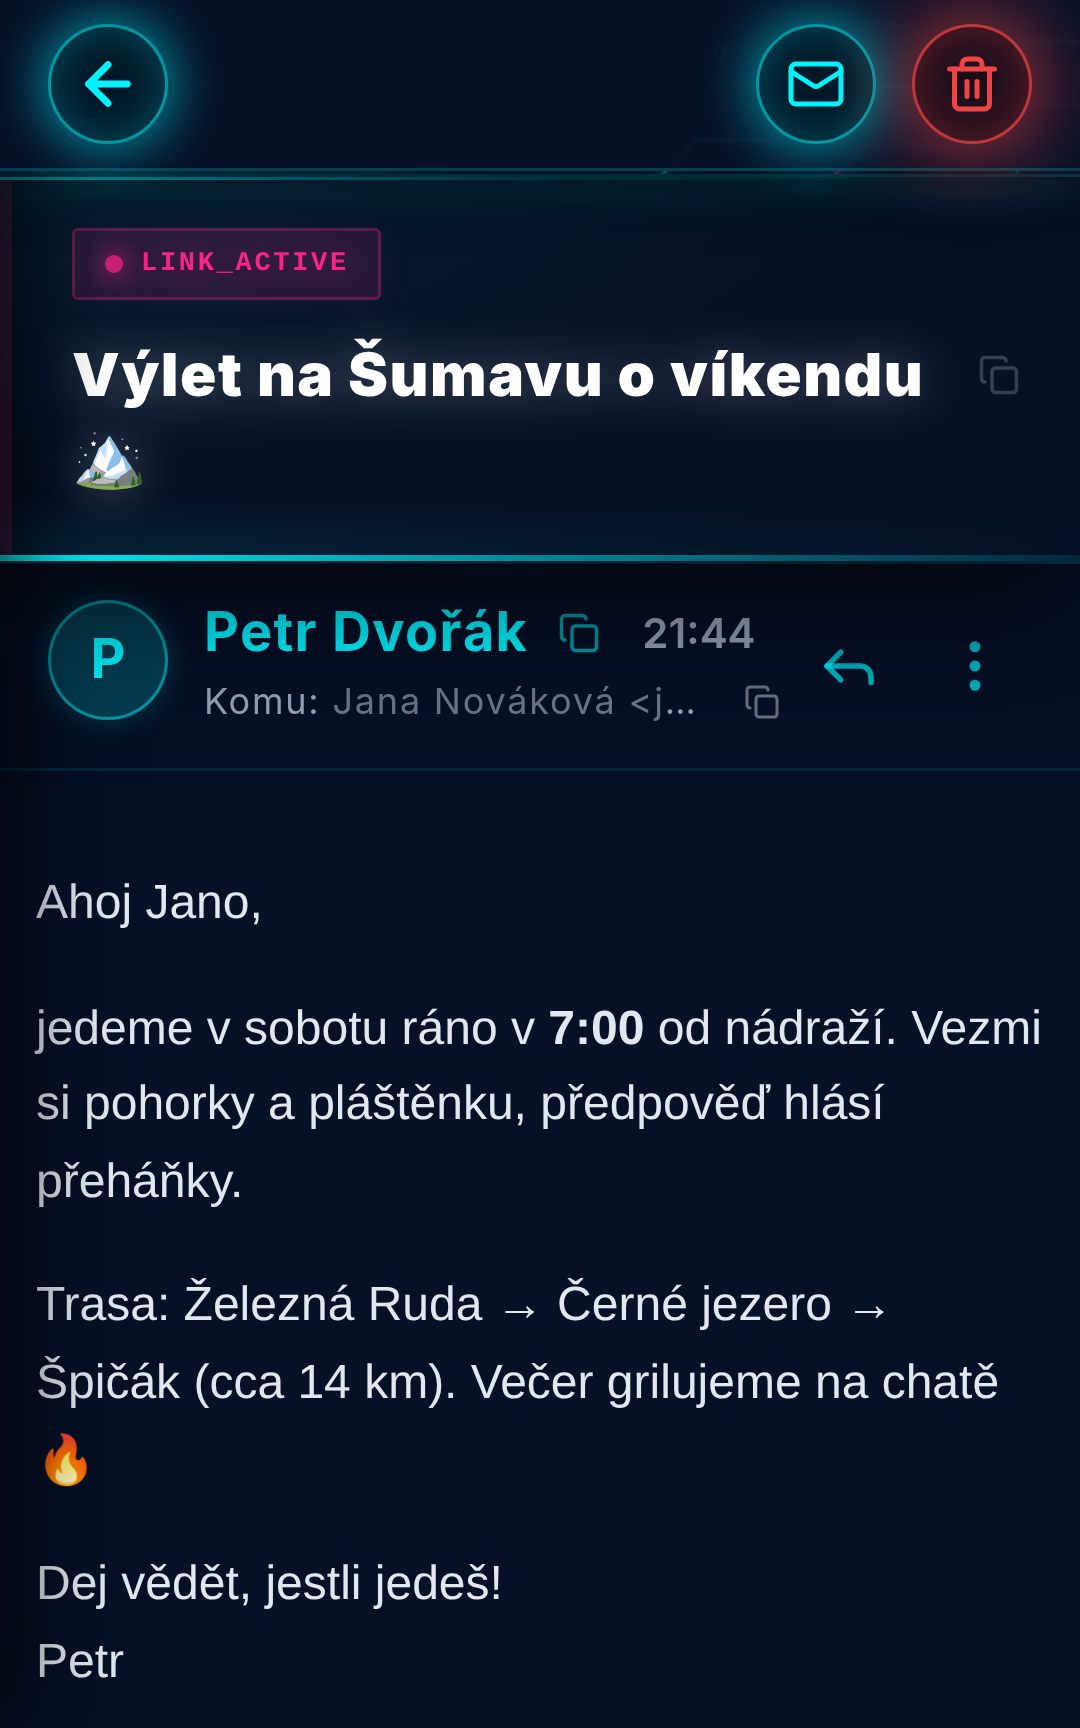 LINK_ACTIVE
Výlet na Šumavu o víkendu
🏔️
P
Petr Dvořák 21:44
Komu: Jana Nováková <j...
Ahoj Jano,
jedeme v sobotu ráno v 7:00 od nádraží. Vezmi
si pohorky a pláštěnku, předpověď hlásí
přeháňky.
Trasa: Železná Ruda → Černé jezero →
Špičák (cca 14 km). Večer grilujeme na chatě
🔥
Dej vědět, jestli jedeš!
Petr